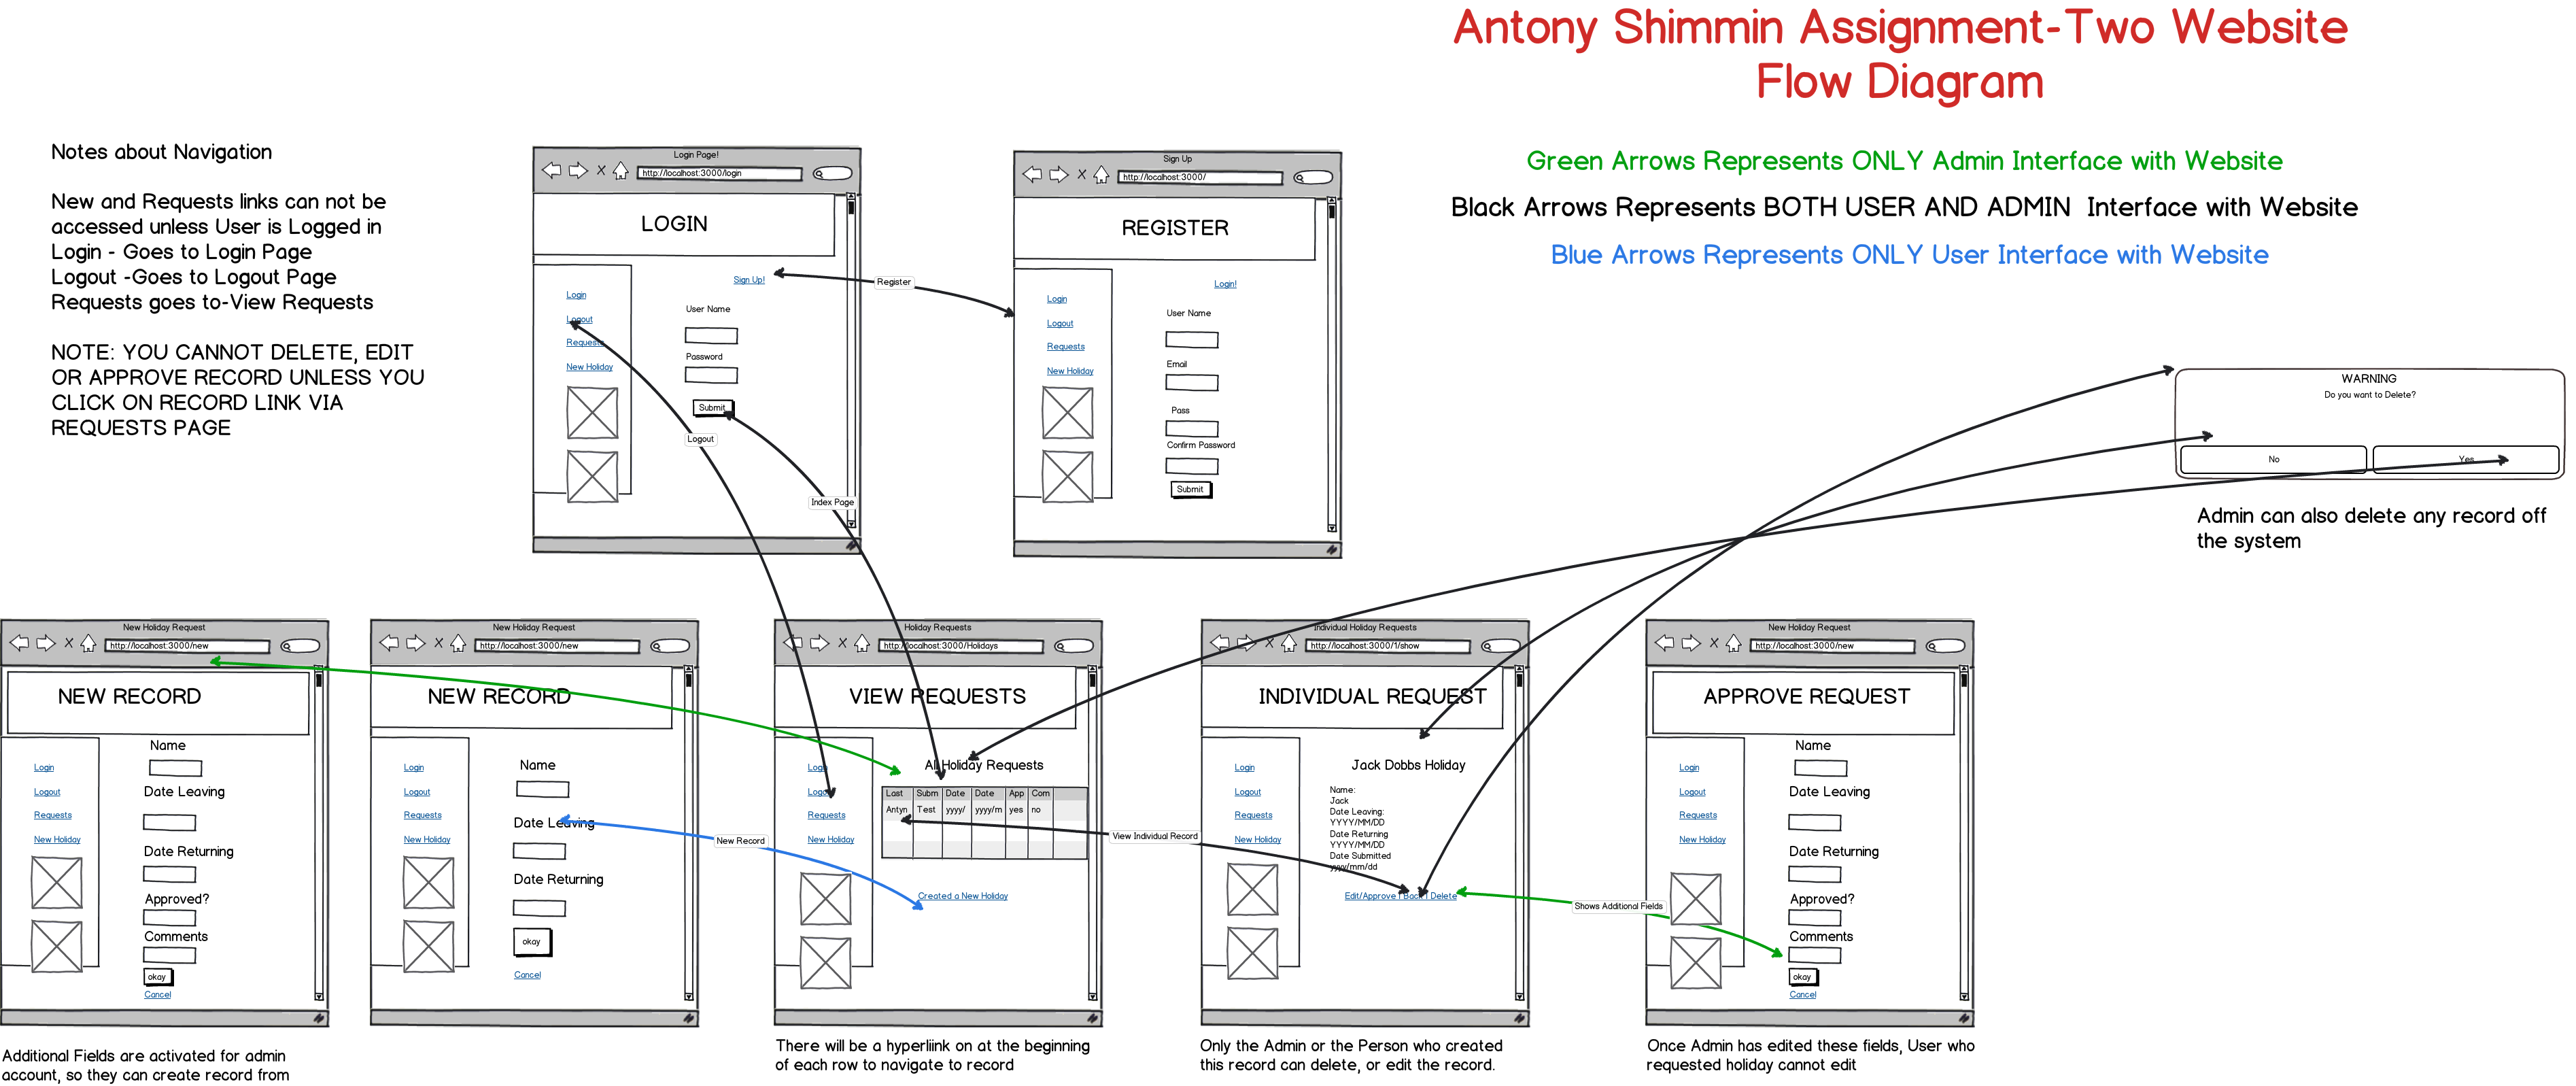 Antony Shimmin Assignment-Two Website
Flow Diagram
Green Arrows Represents ONLY Admin Interface with Website
Black Arrows Represents BOTH USER AND ADMIN Interface with Website
Blue Arrows Represents ONLY User Interface with Website
Notes about Navigation
New and Requests links can not be
accessed unless User is Logged in
Login - Goes to Login Page
Logout -Goes to Logout Page
Requests goes to-View Requests
NOTE: YOU CANNOT DELETE, EDIT
OR APPROVE RECORD UNLESS YOU
CLICK ON RECORD LINK VIA
REQUESTS PAGE
Login Page!
X
http://localhost:3000/login
LOGIN
Sign Up!
Login
Logout
Requests
New Holiday
User Name
Password
Submit
Register
Logout
Index Page
Sign Up
X
http://localhost:3000/
REGISTER
Login!
Login
Logout
Requests
New Holiday
User Name
Email
Pass
Confirm Password
Submit
WARNING
Do you want to Delete?
No
Yes
Admin can also delete any record off
the system
New Holiday Request
X
http://localhost:3000/new
NEW RECORD
Login
Logout
Requests
New Holiday
Name
Date Leaving
Date Returning
Approved?
Comments
okay
Cancel
Additional Fields are activated for admin
account, so they can create record from
New Holiday Request
X
http://localhost:3000/new
NEW RECORD
Login
Logout
Requests
New Holiday
Name
Date Leaving
Date Returning
okay
Cancel
New Record
Holiday Requests
X
http://localhost:3000/Holidays
VIEW REQUESTS
Login
Logout
Requests
New Holiday
All Holiday Requests
Last Subm Date Date App Com
Antyn Test yyyy/ yyyy/m yes no
Created a New Holiday
There will be a hyperliink on at the beginning
of each row to navigate to record
View Individual Record
Individual Holiday Requests
X
http://localhost:3000/1/show
INDIVIDUAL REQUEST
Login
Logout
Requests
New Holiday
Jack Dobbs Holiday
Name:
Jack
Date Leaving:
YYYY/MM/DD
Date Returning
YYYY/MM/DD
Date Submitted
yyyy/mm/dd
Edit/Approve | Back | Delete
Only the Admin or the Person who created
this record can delete, or edit the record.
Shows Additional Fields
New Holiday Request
X
http://localhost:3000/new
APPROVE REQUEST
Login
Logout
Requests
New Holiday
Name
Date Leaving
Date Returning
Approved?
Comments
okay
Cancel
Once Admin has edited these fields, User who
requested holiday cannot edit